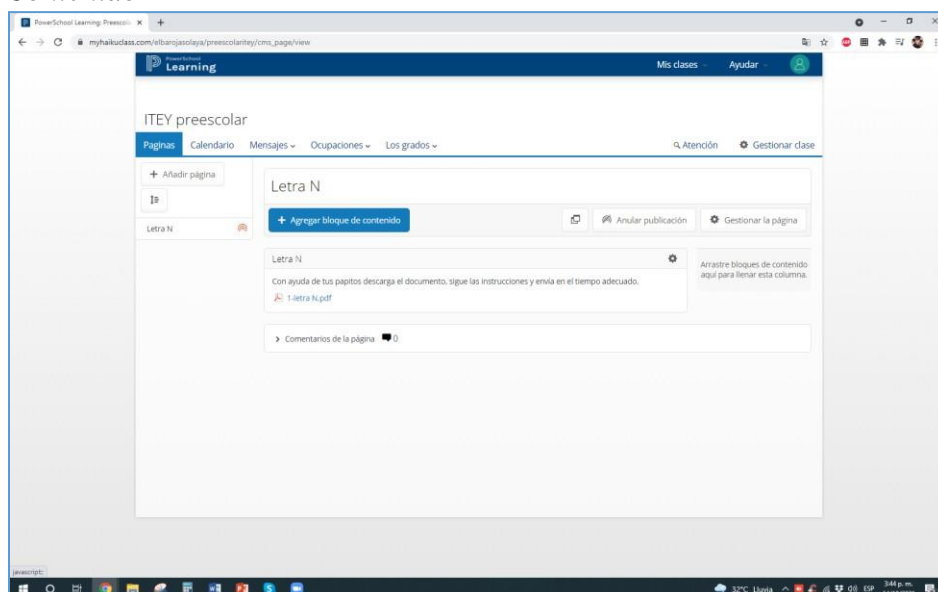 PowerSchool Learning: Preescol
myhaikuclass.com/elbarojasolaya/preescolaritey/cms_page/view
PowerSchool
Learning
Mis clases
Ayudar
ITEY preescolar
Paginas
Calendario
Mensajes
Ocupaciones
Los grados
Atención
Gestionar clase
+ Añadir página
Letra N
Letra N
+ Agregar bloque de contenido
Anular publicación
Gestionar la página
Letra N
Con ayuda de tus papitos descarga el documento. sigue las instrucciones y envia en el tiempo adecuado.
1-letra N.pdf
Arrastre bloques de contenido
aquí para llenar esta columna.
Comentarios de la página 0
javascript:
32°C Lluvia
ESP
3:44 p. m.